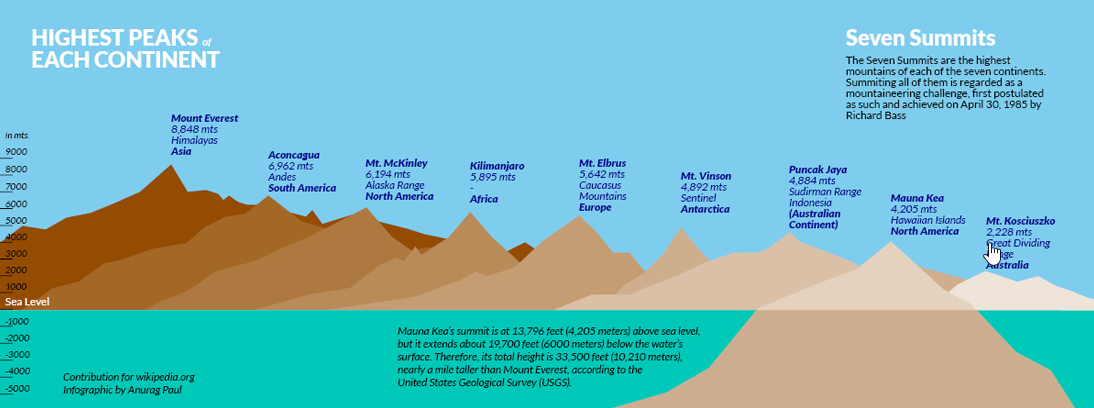 HIGHEST PEAKS of
EACH CONTINENT
Seven Summits
The Seven Summits are the highest
mountains of each of the seven continents.
Summiting all of them is regarded as a
mountaineering challenge, first postulated
as such and achieved on April 30, 1985 by
Richard Bass
in mts.
9000
8000
7000
6000
5000
4000
3000
2000
1000
Sea Level
-1000
-2000
-3000
-4000
-5000
Mount Everest
8,848 mts
Himalayas
Asia
Aconcagua
6,962 mts
Andes
South America
Mt. McKinley
6,194 mts
Alaska Range
North America
Kilimanjaro
5,895 mts
-
Africa
Mt. Elbrus
5,642 mts
Caucasus
Mountains
Europe
Mt. Vinson
4,892 mts
Sentinel
Antarctica
Puncak Jaya
4,884 mts
Sudirman Range
Indonesia
(Australian
Continent)
Mauna Kea
4,205 mts
Hawaiian Islands
North America
Mt. Kosciuszko
2,228 mts
Great Dividing
Australia
Mauna Kea's summit is at 13,796 feet (4,205 meters) above sea level,
but it extends about 19,700 feet (6000 meters) below the water's
surface. Therefore, its total height is 33,500 feet (10,210 meters),
nearly a mile taller than Mount Everest, according to the
United States Geological Survey (USGS).
Contribution for wikipedia.org
Infographic by Anurag Paul